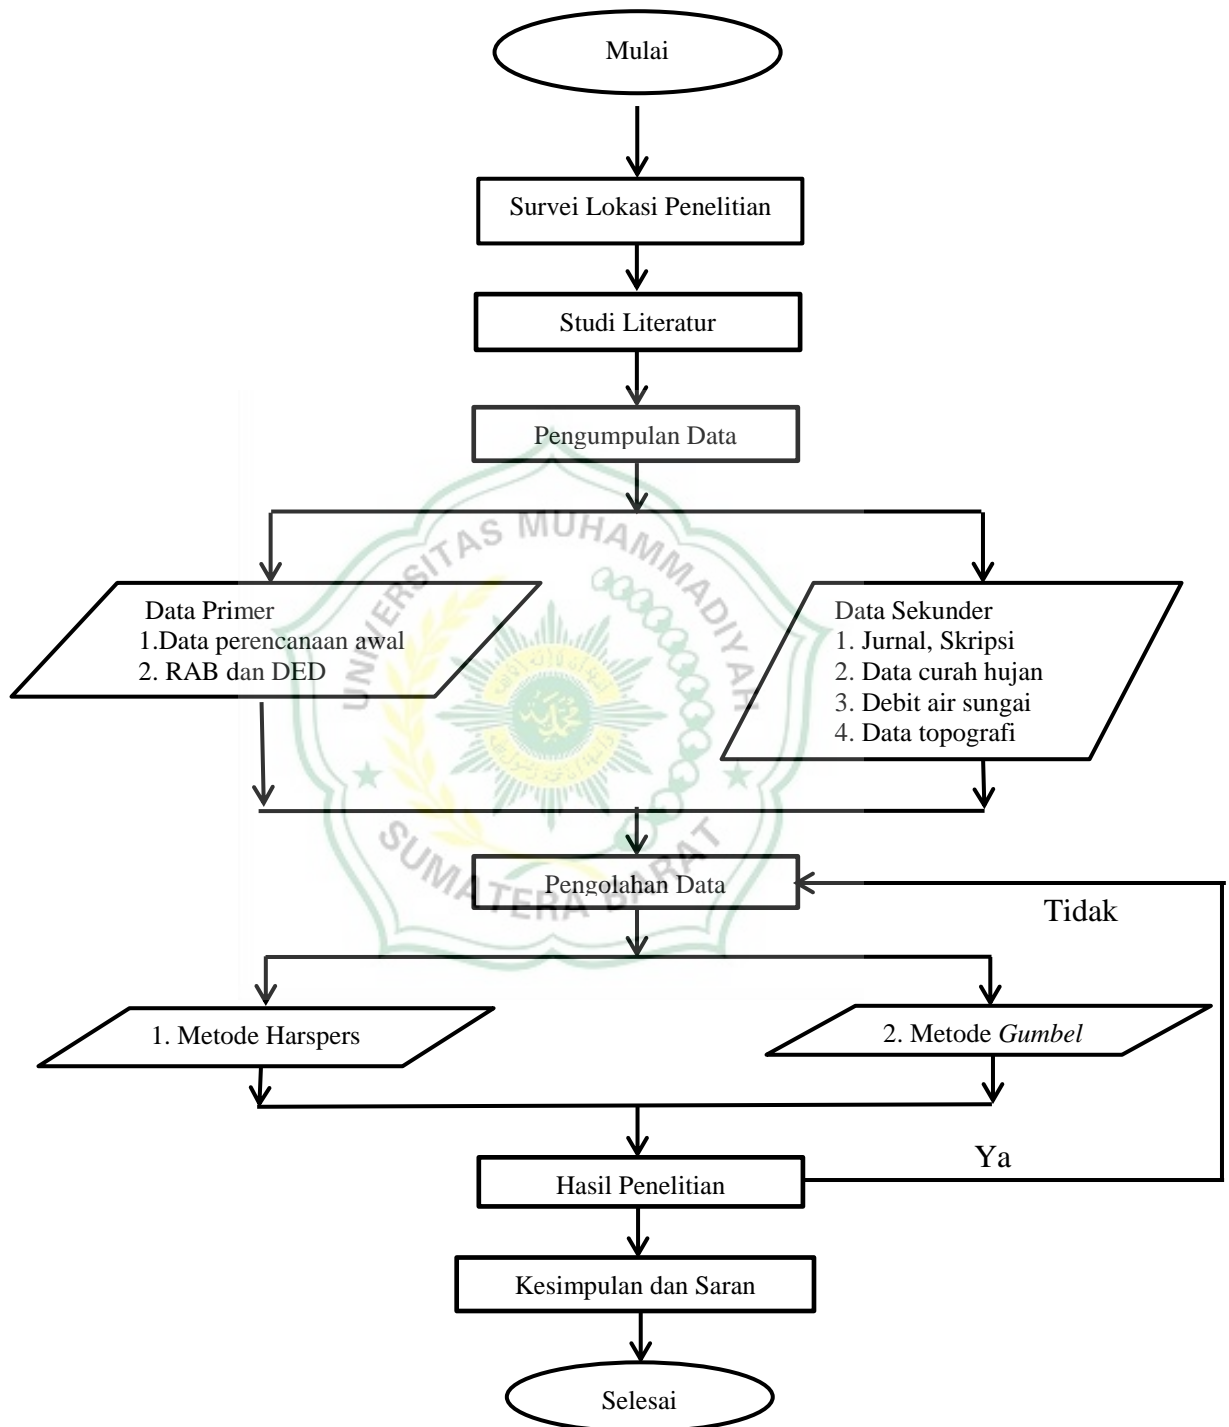 Mulai
Survei Lokasi Penelitian
Studi Literatur
Pengumpulan Data
UNIVERSITAS MUHAMMADIYAH
SUMATERA BARAT
Data Primer
1.Data perencanaan awal
2. RAB dan DED
Data Sekunder
1. Jurnal, Skripsi
2. Data curah hujan
3. Debit air sungai
4. Data topografi
Pengolahan Data
Tidak
1. Metode Harspers
2. Metode Gumbel
Ya
Hasil Penelitian
Kesimpulan dan Saran
Selesai